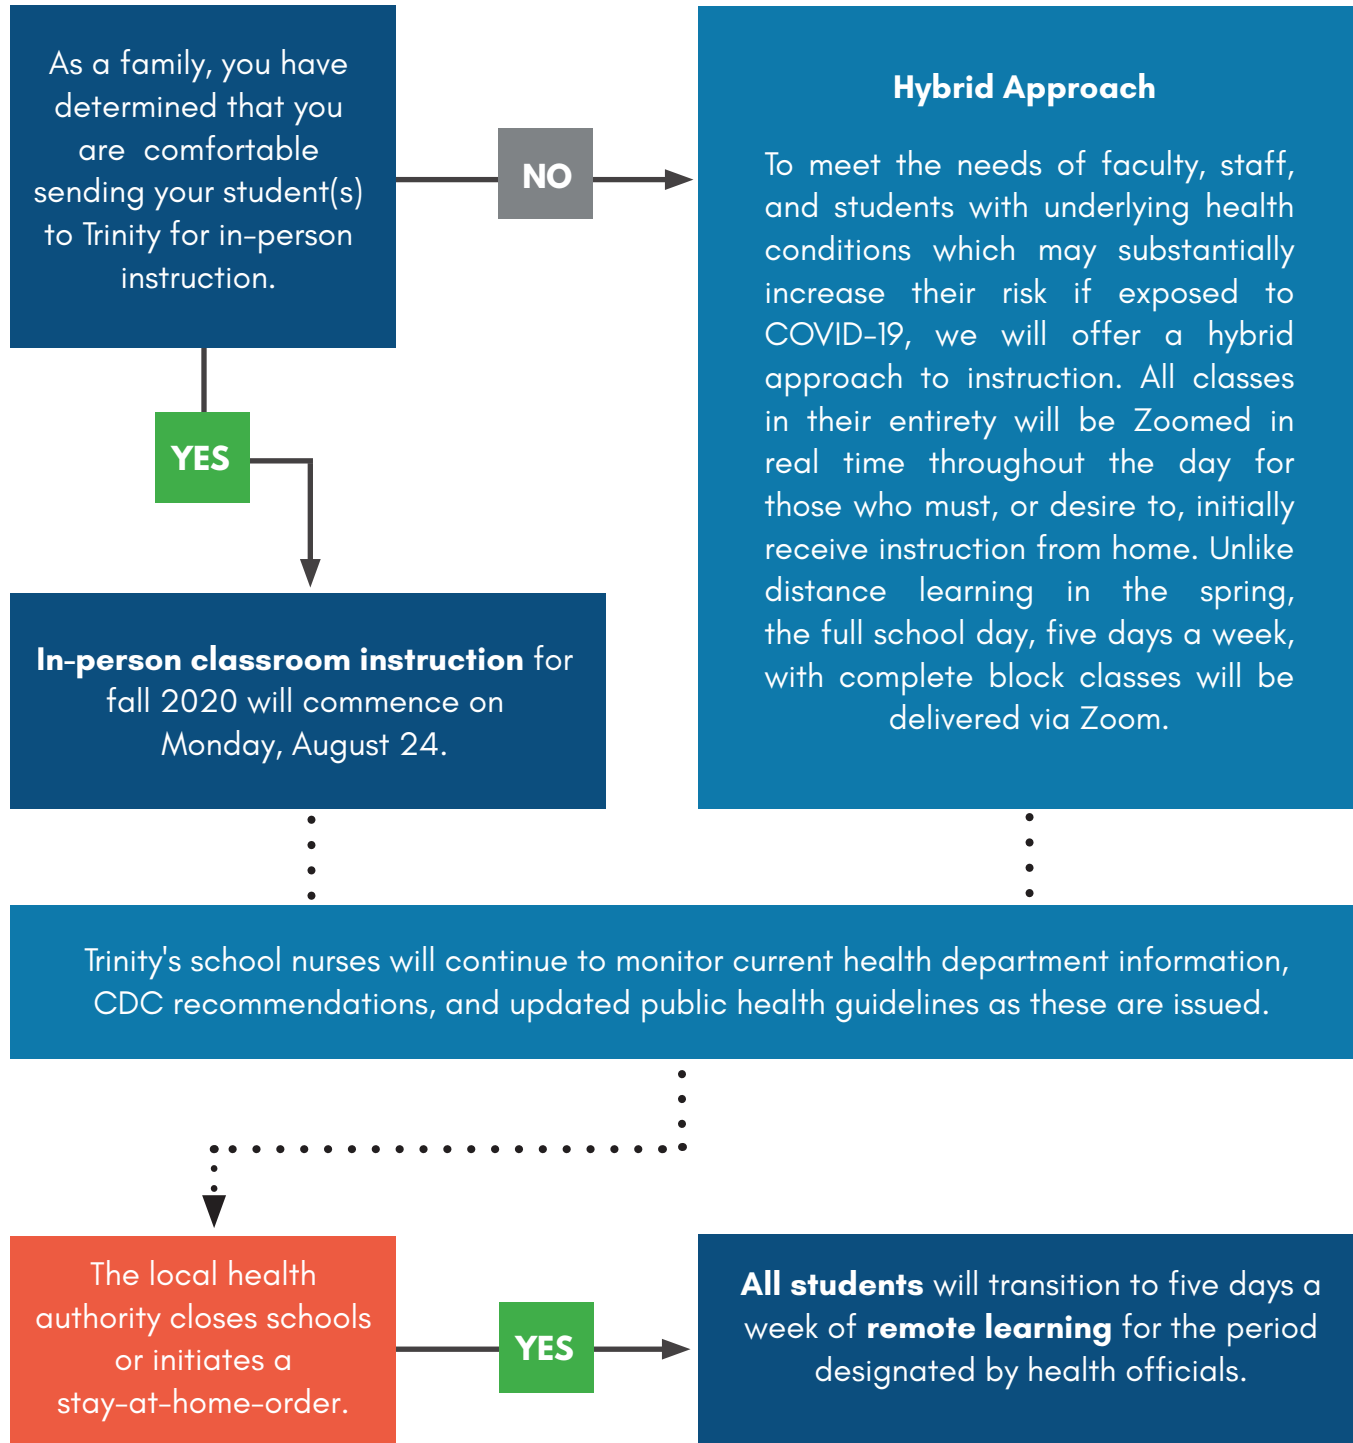 As a family, you have
determined that you
are comfortable
sending your student(s)
to Trinity for in-person
instruction.
NO
Hybrid Approach
To meet the needs of faculty, staff,
and students with underlying health
conditions which may substantially
increase their risk if exposed to
COVID-19, we will offer a hybrid
approach to instruction. All classes
in their entirety will be Zoomed in
real time throughout the day for
those who must, or desire to, initially
receive instruction from home. Unlike
distance learning in the spring,
the full school day, five days a week,
with complete block classes will be
delivered via Zoom.
YES
In-person classroom instruction for
fall 2020 will commence on
Monday, August 24.
Trinity's school nurses will continue to monitor current health department information,
CDC recommendations, and updated public health guidelines as these are issued.
The local health
authority closes schools
or initiates a
stay-at-home-order.
YES
All students will transition to five days a
week of remote learning for the period
designated by health officials.